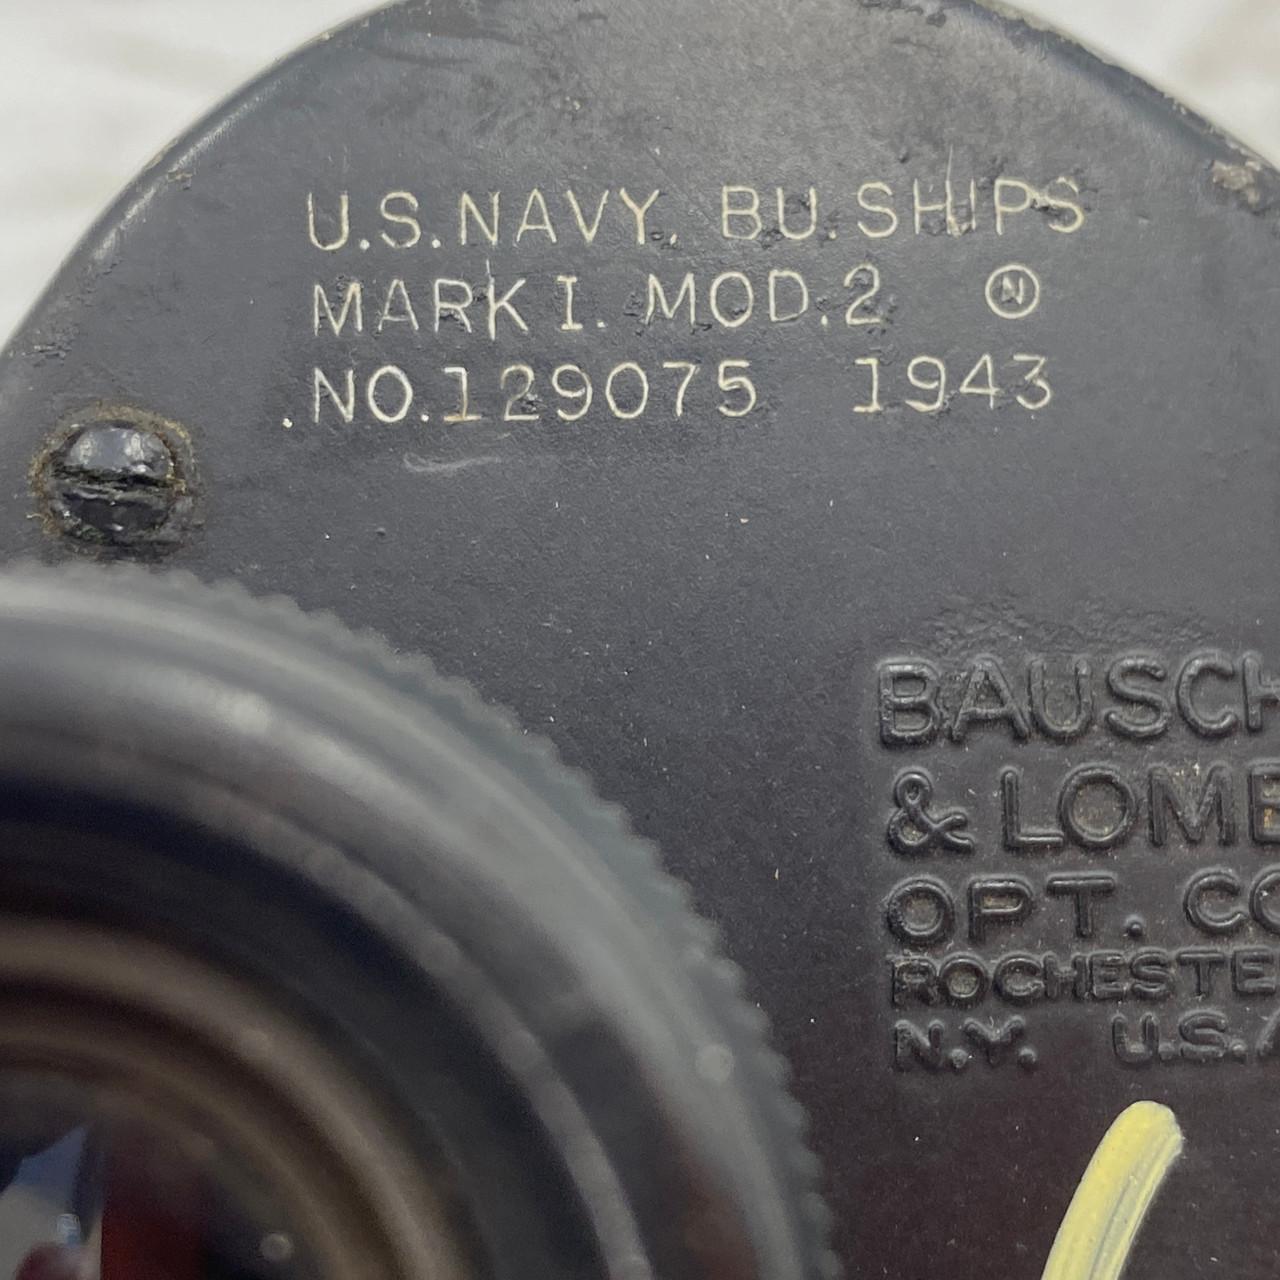 U.S. NAVY, BU. SHIPS
MARK I. MOD.2 Ⓝ
.NO.129075 1943
BAUSCH
& LOMB
OPT. CO
ROCHESTE
N.Y. U.S.A